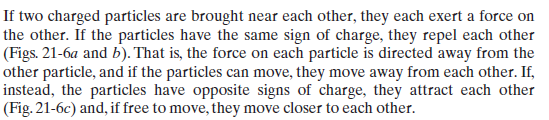 If two charged particles are brought near each other, they each exert a force on
the other. If the particles have the same sign of charge, they repel each other
(Figs. 21-6a and b). That is, the force on each particle is directed away from the
other particle, and if the particles can move, they move away from each other. If,
instead, the particles have opposite signs of charge, they attract each other
(Fig. 21-6c) and, if free to move, they move closer to each other.